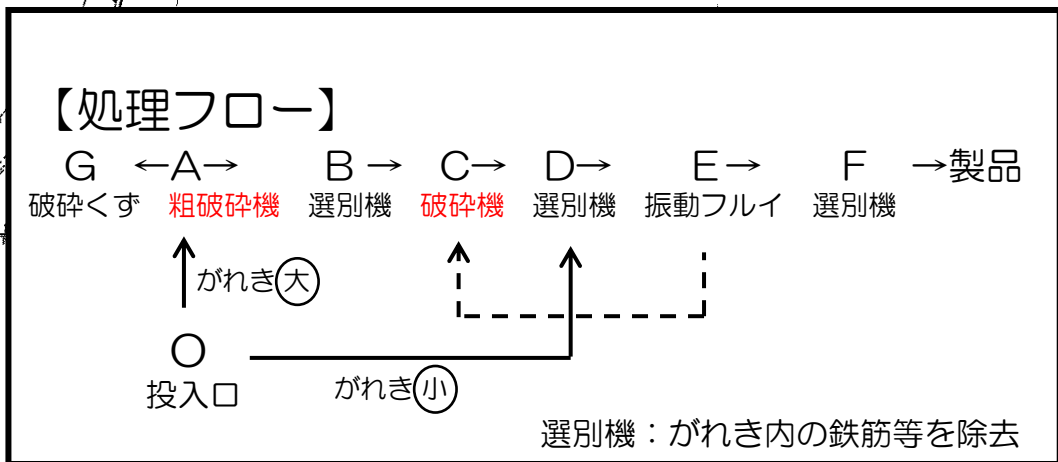 【処理フロー】
G ←A→ B→ C→ D→ E→ F →製品
破砕くず 粗破砕機 選別機 破砕機 選別機 振動フルイ 選別機
がれき大
O
投入口
がれき小
選別機：がれき内の鉄筋等を除去